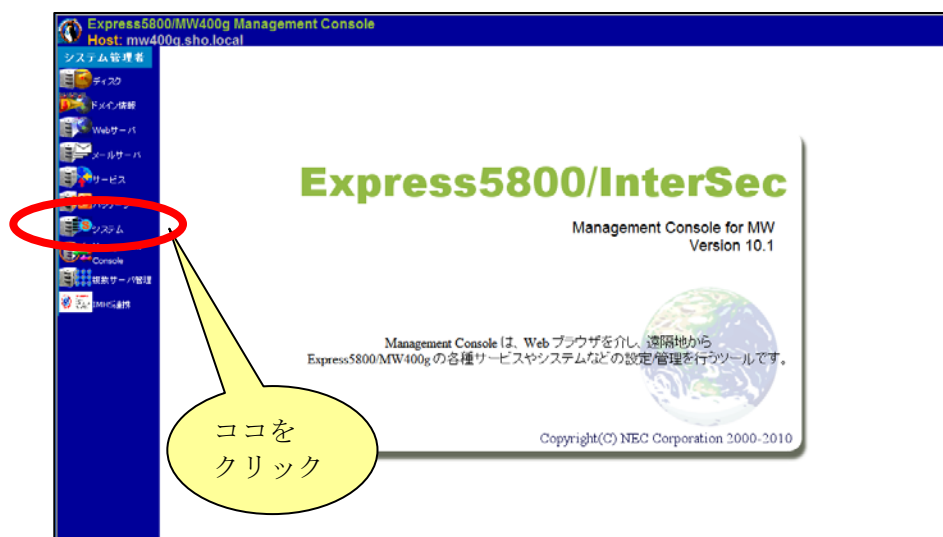 Express5800/MW400g Management Console
Host: mw400g.sho.local
システム管理者
ディスク
ドメイン情報
Webサーバ
メールサーバ
サービス
システム
Console
複数サーバ管理
Express5800/InterSec
Management Console for MW
Version 10.1
Management Console は、Web ブラウザを介し、遠隔地から
Express5800/MW400g の各種サービスやシステムなどの設定/管理を行うツールです。
ココを
クリック
Copyright(C) NEC Corporation 2000-2010